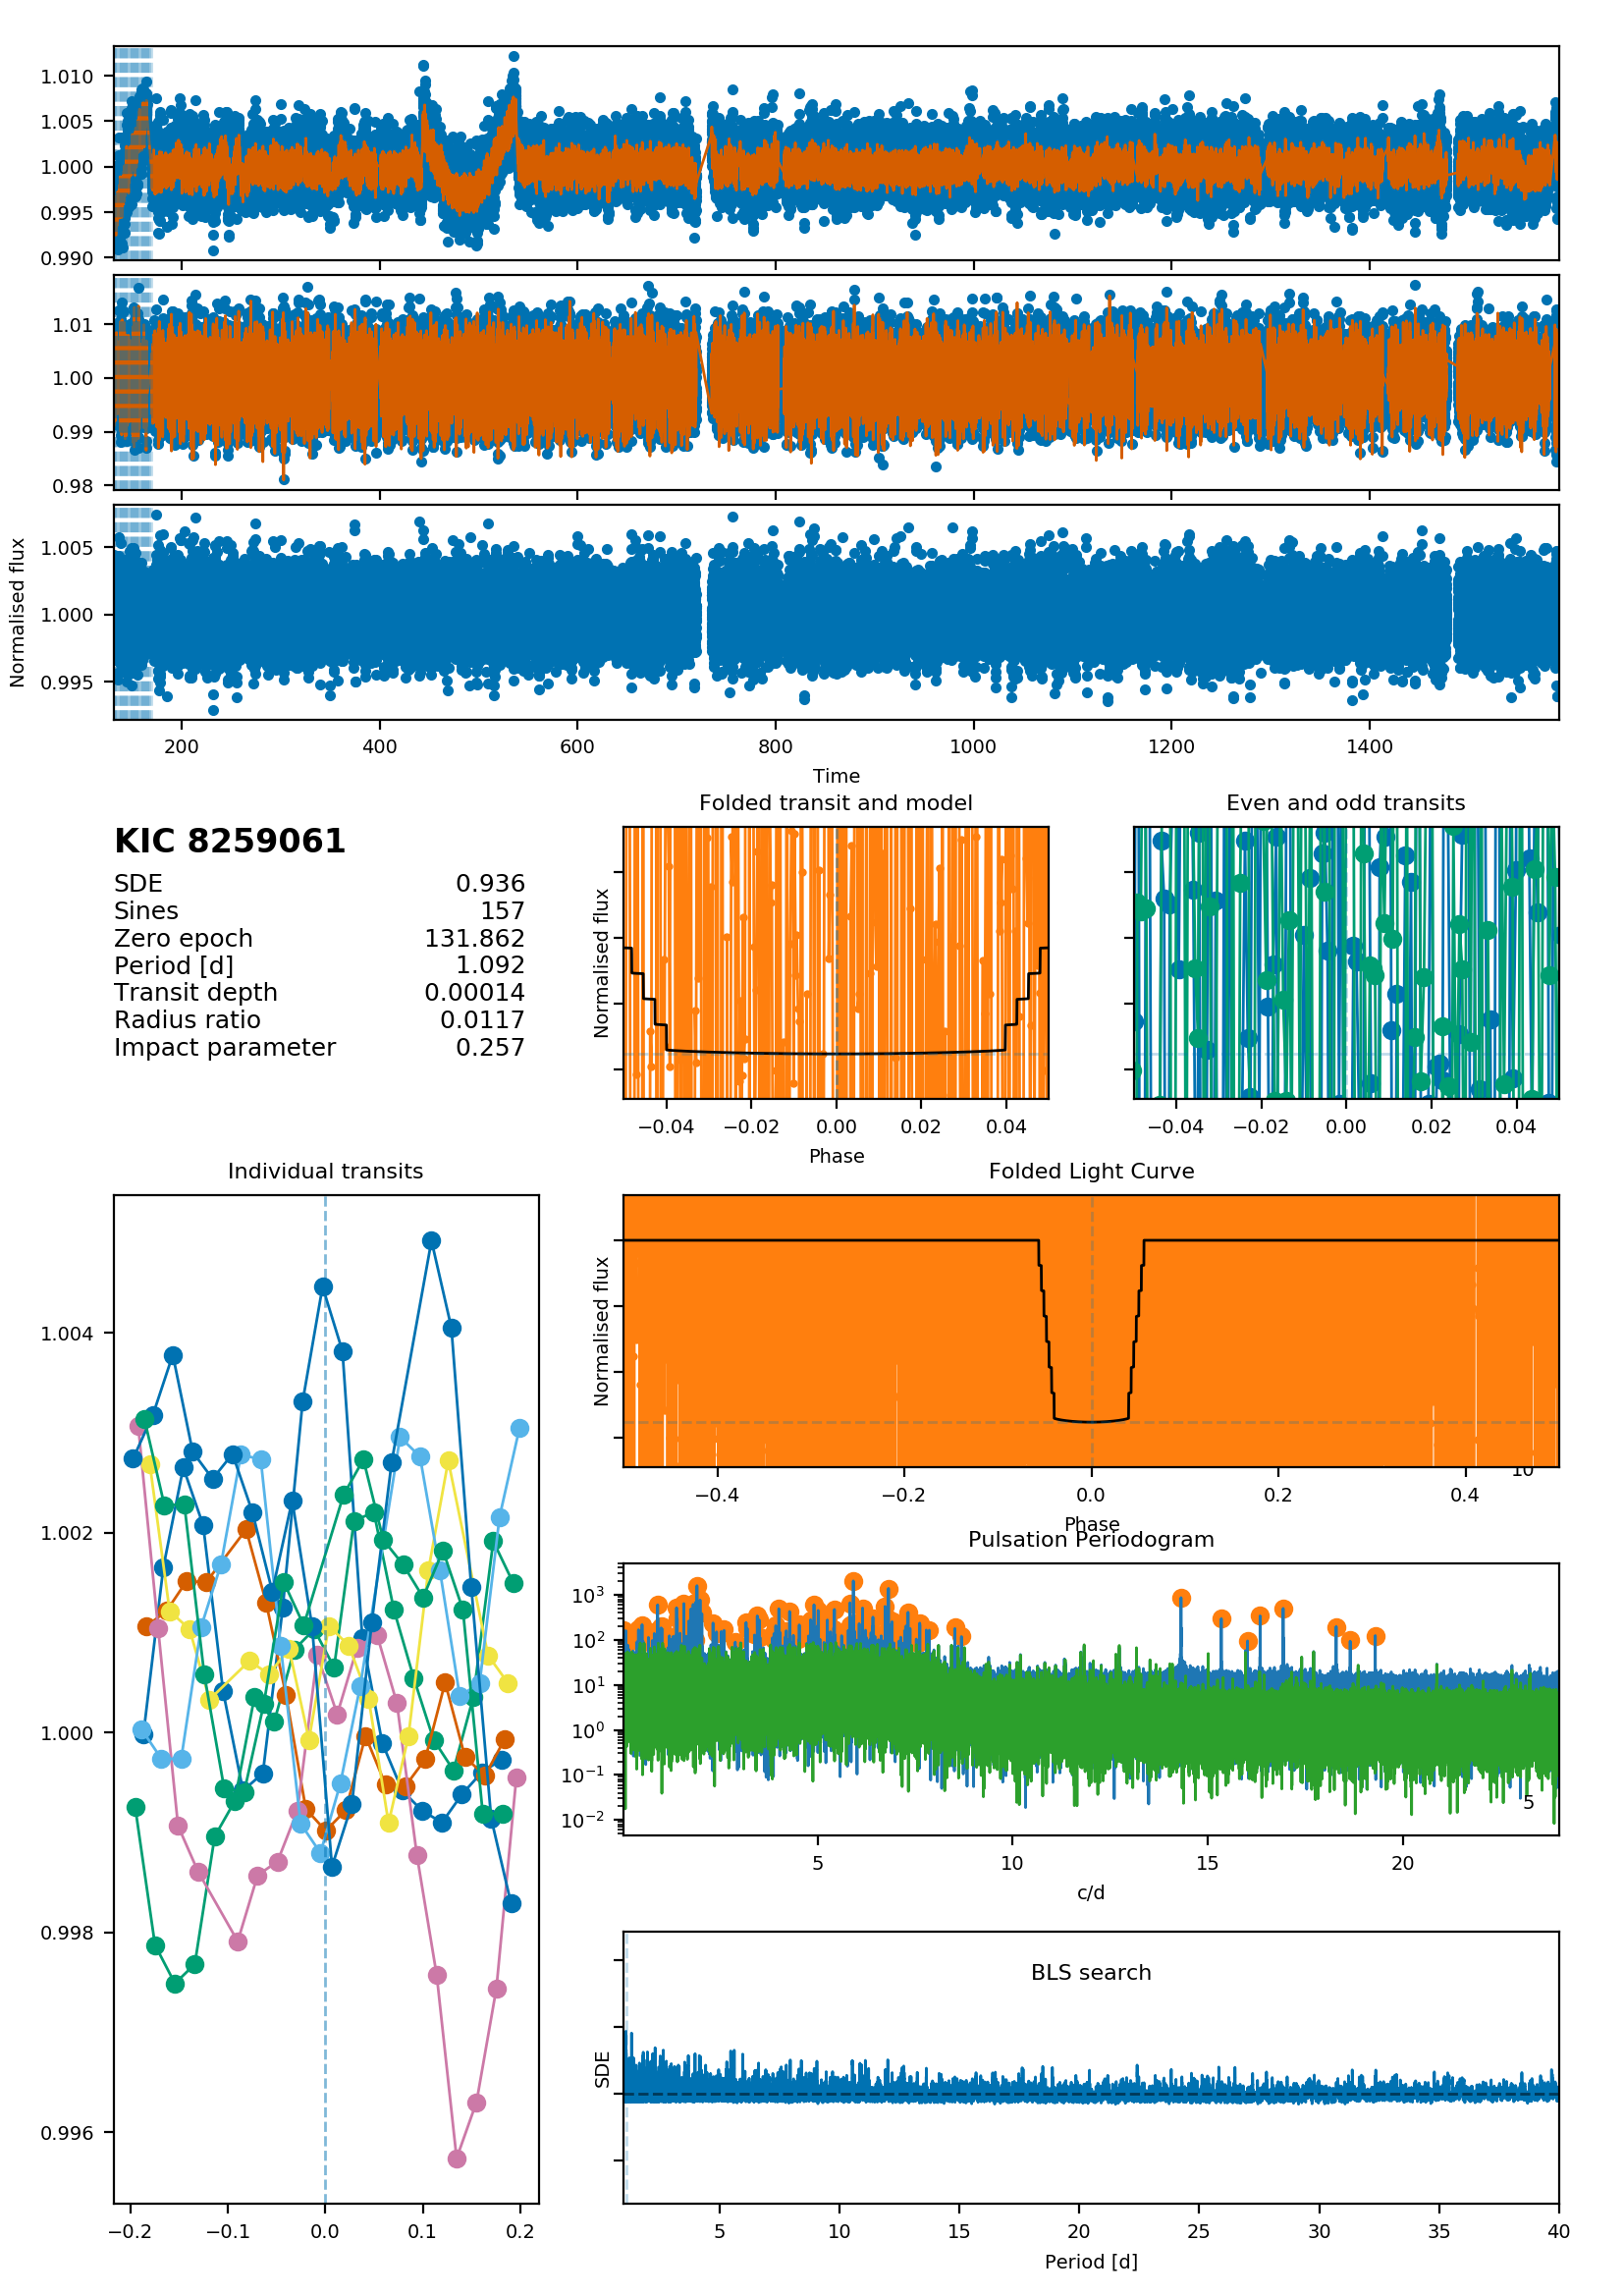 1.010
1.005
1.000
0.995
0.990
1.01
1.00
0.99
0.98
Normalised flux
1.005
1.000
0.995
200 400 600 800 1000 1200 1400
Time
KIC 8259061
SDE 0.936
Sines 157
Zero epoch 131.862
Period [d] 1.092
Transit depth 0.00014
Radius ratio 0.0117
Impact parameter 0.257
Folded transit and model
Normalised flux
−0.04 −0.02 0.00 0.02 0.04
Phase
Even and odd transits
−0.04 −0.02 0.00 0.02 0.04
Individual transits
1.004
1.002
1.000
0.998
0.996
−0.2 −0.1 0.0 0.1 0.2
Folded Light Curve
Normalised flux
−0.4 −0.2 0.0 0.2 0.4
Phase
Pulsation Periodogram
10³
10²
10¹
10⁰
10⁻¹
10⁻²
5
5 10 15 20
c/d
BLS search
SDE
5 10 15 20 25 30 35 40
Period [d]